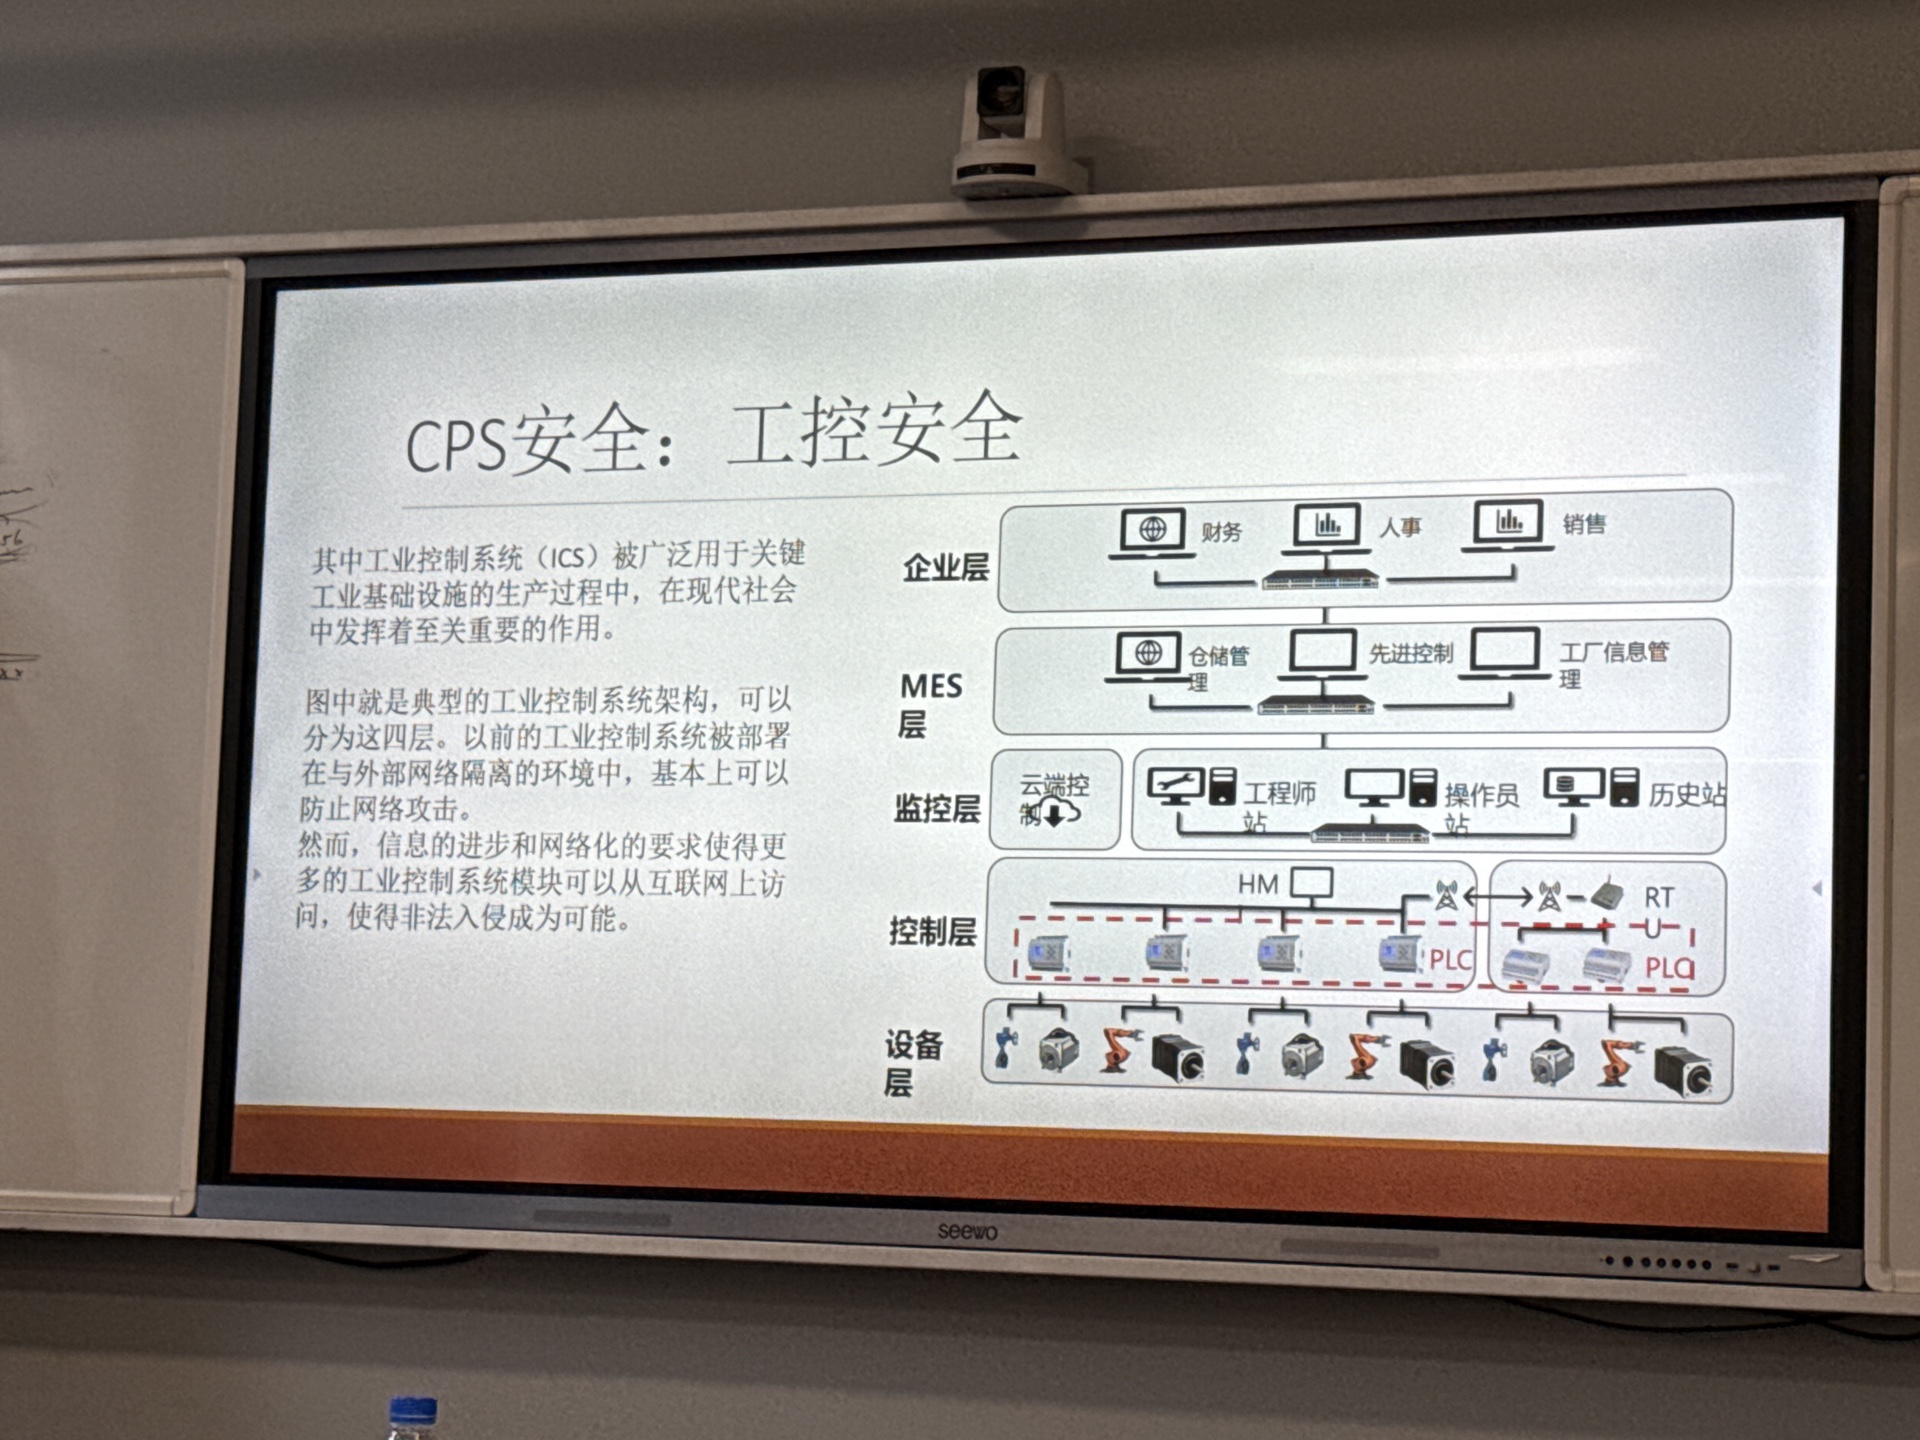 CPS安全：工控安全
其中工业控制系统（ICS）被广泛用于关键
工业基础设施的生产过程中，在现代社会
中发挥着至关重要的作用。
图中就是典型的工业控制系统架构，可以
分为这四层。以前的工业控制系统被部署
在与外部网络隔离的环境中，基本上可以
防止网络攻击。
然而，信息的进步和网络化的要求使得更
多的工业控制系统模块可以从互联网上访
问，使得非法入侵成为可能。
企业层
财务
人事
销售
MES
层
仓储管
理
先进控制
工厂信息管
理
监控层
云端控
制
工程师
站
操作员
站
历史站
控制层
HM
RT
U
PLC
PLC
设备
层
seewo